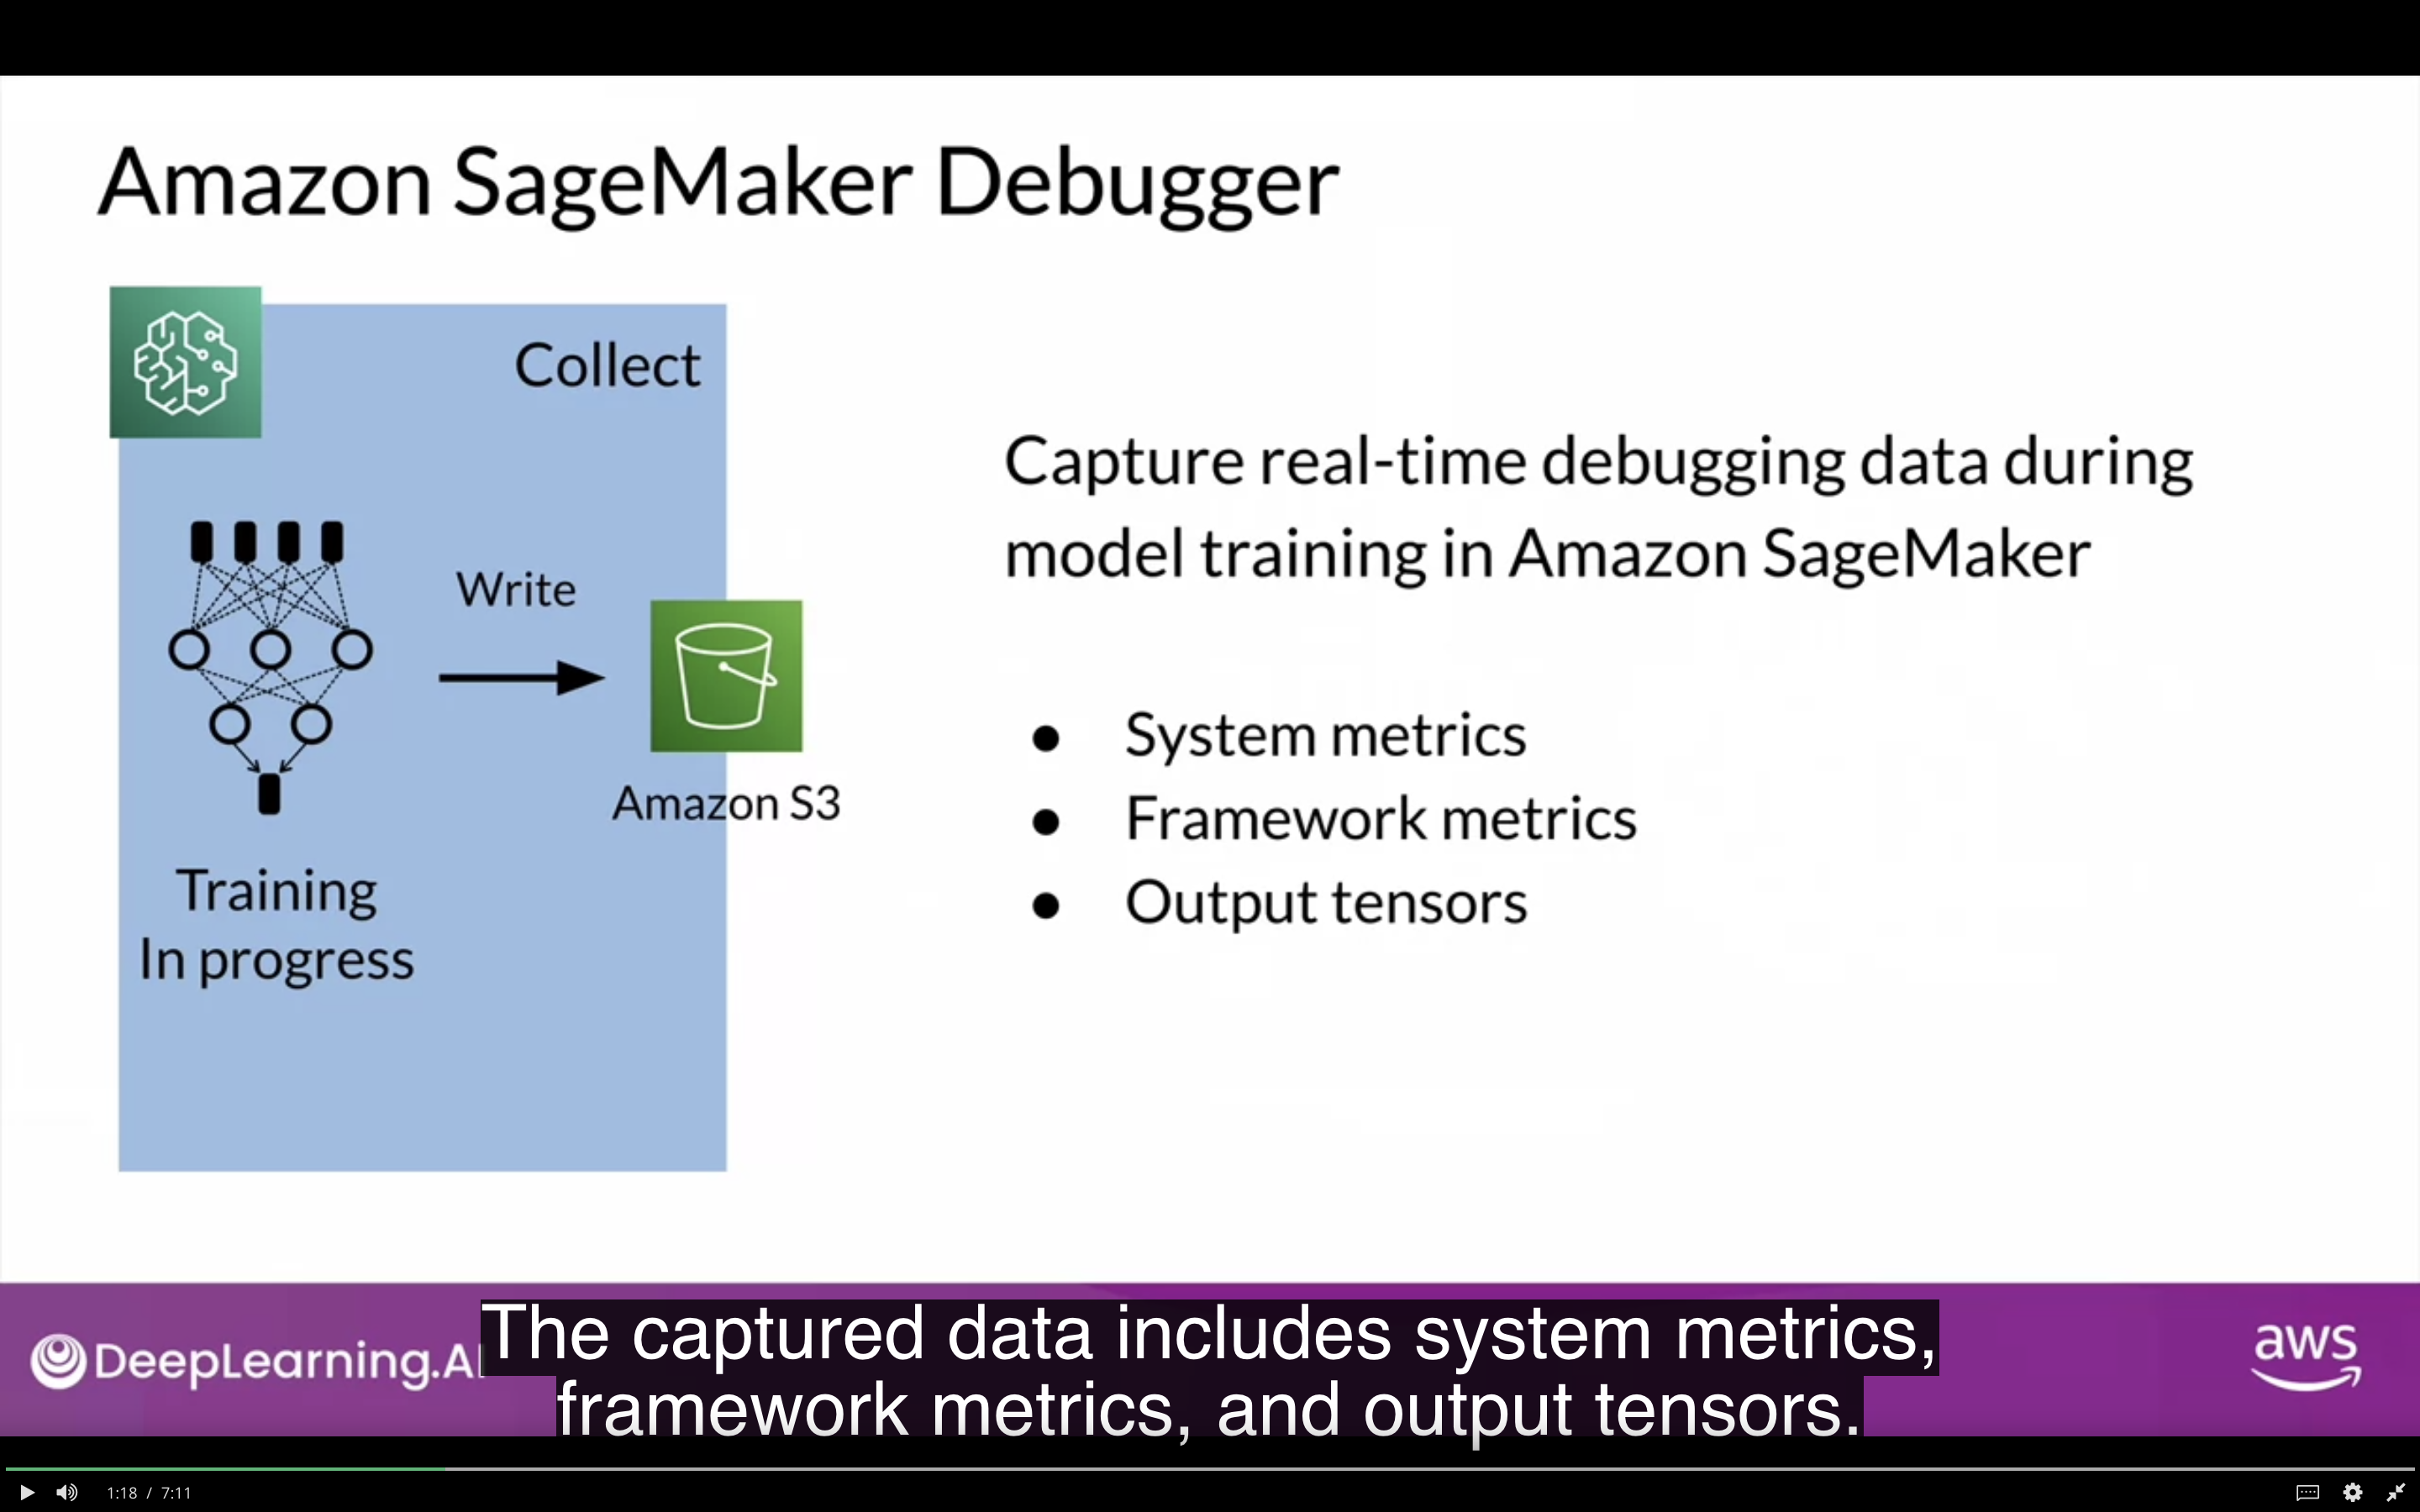 Amazon SageMaker Debugger
Collect
Write
Amazon S3
Training
In progress
Capture real-time debugging data during
model training in Amazon SageMaker
● System metrics
● Framework metrics
● Output tensors
DeepLearning.AI
The captured data includes system metrics,
framework metrics, and output tensors.
aws
1:18 / 7:11